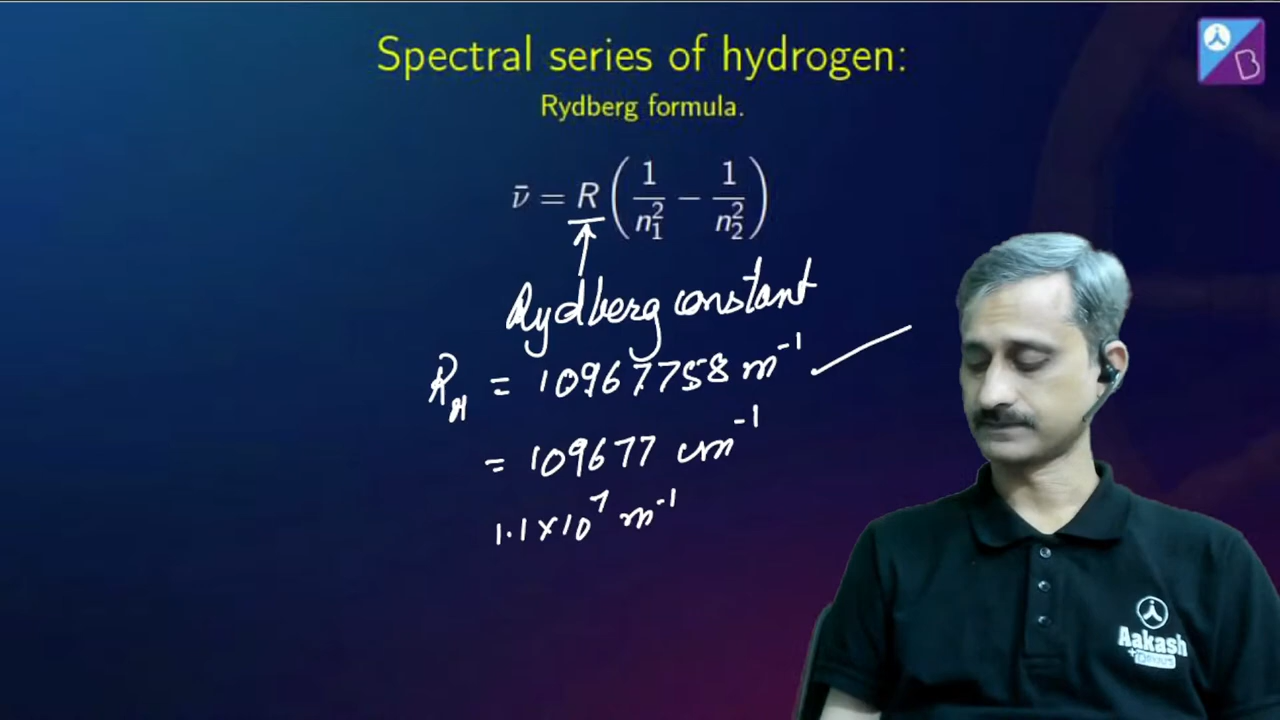 Spectral series of hydrogen:
Rydberg formula.
ν̄ = R (1/n₁² − 1/n₂²)
Rydberg constant
R_H = 10967758 m⁻¹
= 109677 cm⁻¹
1.1 × 10⁷ m⁻¹
Aakash
+BYJU'S
B